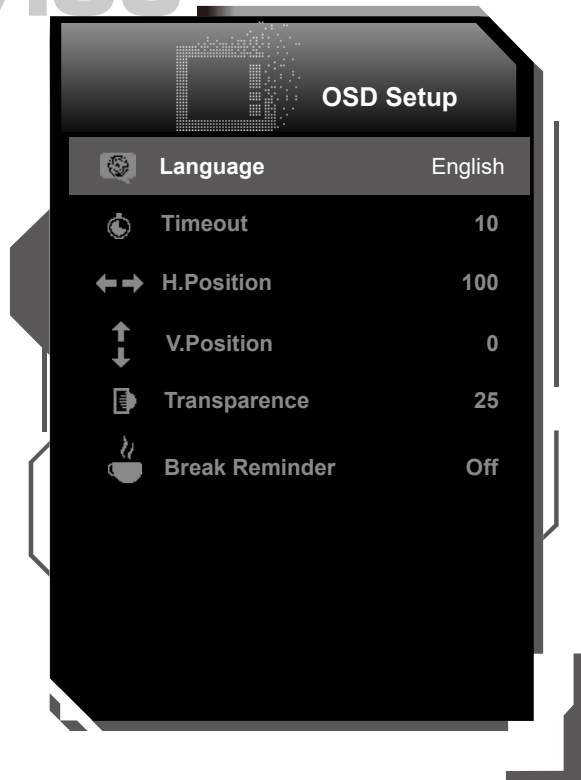 OSD Setup
Language English
Timeout 10
H.Position 100
V.Position 0
Transparence 25
Break Reminder Off